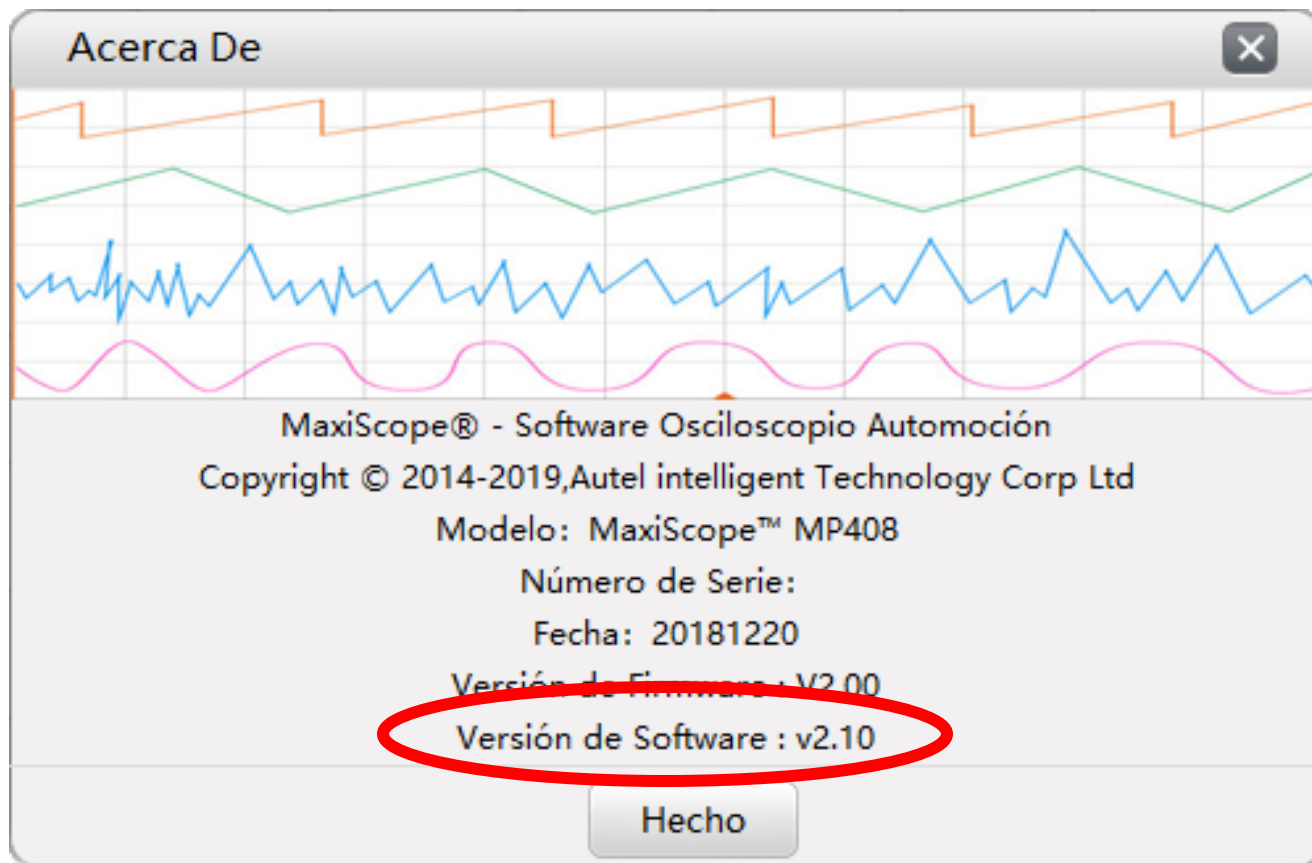 Acerca De
MaxiScope® - Software Osciloscopio Automoción
Copyright © 2014-2019,Autel intelligent Technology Corp Ltd
Modelo: MaxiScope™ MP408
Número de Serie:
Fecha: 20181220
Versión de Firmware : V2.00
Versión de Software : v2.10
Hecho